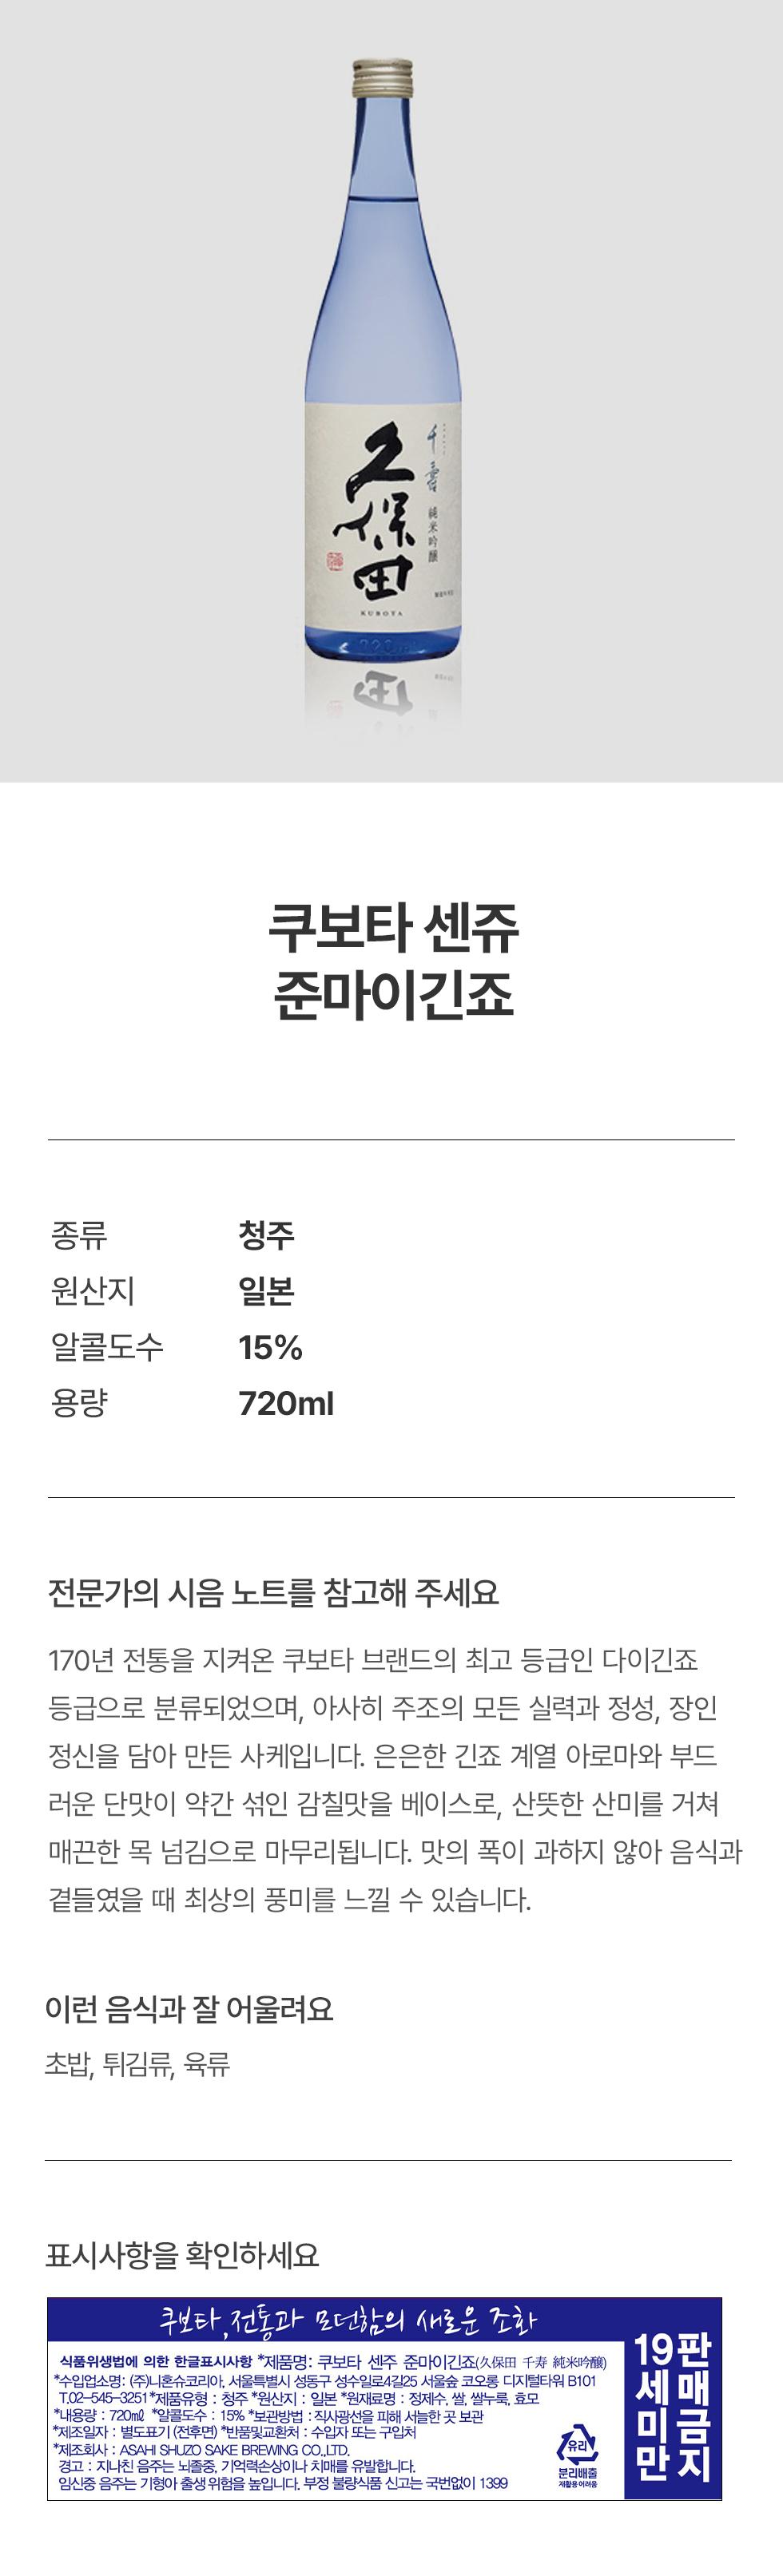 久保田
千壽
純米吟醸
KUBOTA
720ml
쿠보타 센쥬
준마이긴죠
종류 청주
원산지 일본
알콜도수 15%
용량 720ml
전문가의 시음 노트를 참고해 주세요
170년 전통을 지켜온 쿠보타 브랜드의 최고 등급인 다이긴죠
등급으로 분류되었으며, 아사히 주조의 모든 실력과 정성, 장인
정신을 담아 만든 사케입니다. 은은한 긴죠 계열 아로마와 부드
러운 단맛이 약간 섞인 감칠맛을 베이스로, 산뜻한 산미를 거쳐
매끈한 목 넘김으로 마무리됩니다. 맛의 폭이 과하지 않아 음식과
곁들였을 때 최상의 풍미를 느낄 수 있습니다.
이런 음식과 잘 어울려요
초밥, 튀김류, 육류
표시사항을 확인하세요
쿠보타, 전통과 모던함의 새로운 조화
식품위생법에 의한 한글표시사항 *제품명: 쿠보타 센주 준마이긴죠(久保田 千寿 純米吟醸)
*수입업소명: (주)니혼슈코리아, 서울특별시 성동구 성수일로4길25 서울숲 코오롱 디지털타워 B101
T.02-545-3251 *제품유형 : 청주 *원산지 : 일본 *원재료명 : 정제수, 쌀, 쌀누룩, 효모
*내용량 : 720㎖ *알콜도수 : 15% *보관방법 : 직사광선을 피해 서늘한 곳 보관
*제조일자 : 별도표기 (전후면) *반품및교환처 : 수입자 또는 구입처
*제조회사 : ASAHI SHUZO SAKE BREWING CO.,LTD.
경고 : 지나친 음주는 뇌졸중, 기억력손상이나 치매를 유발합니다.
임신중 음주는 기형아 출생 위험을 높입니다. 부정 불량식품 신고는 국번없이 1399
유리
분리배출
재활용어려움
19세미만
판매금지